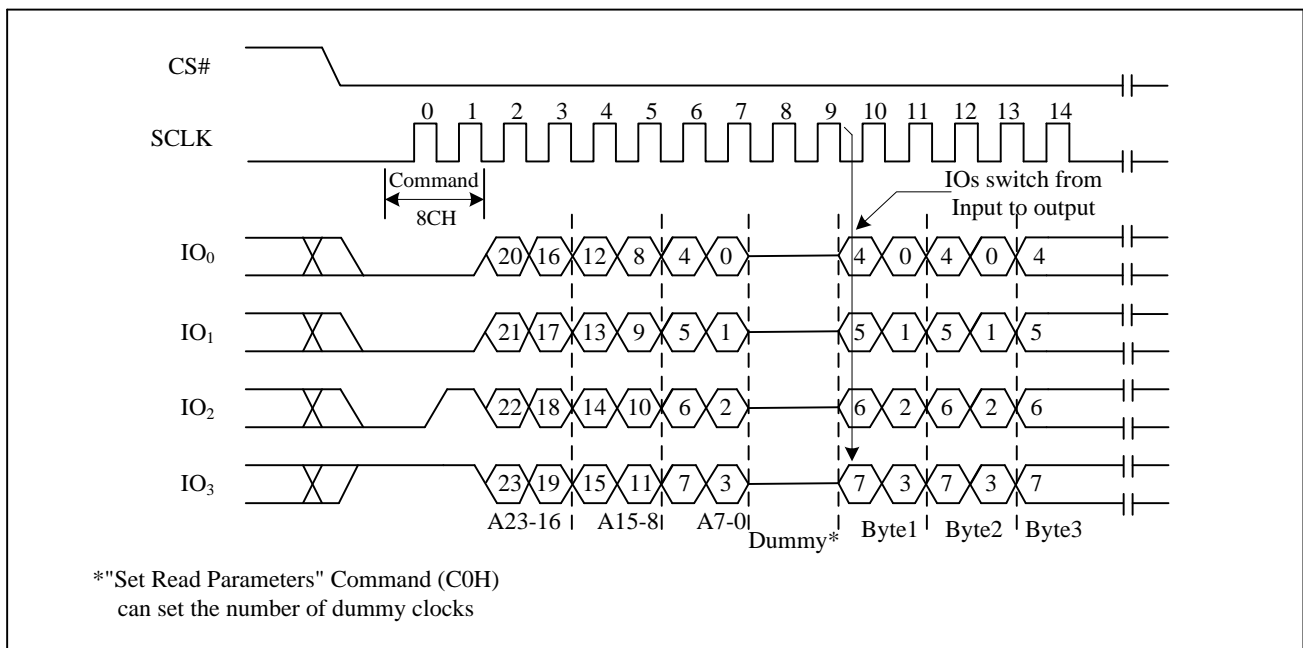 CS#
SCLK
0 1 2 3 4 5 6 7 8 9 10 11 12 13 14
Command
8CH
IOs switch from
Input to output
IO0 20 16 12 8 4 0 4 0 4 0 4
IO1 21 17 13 9 5 1 5 1 5 1 5
IO2 22 18 14 10 6 2 6 2 6 2 6
IO3 23 19 15 11 7 3 7 3 7 3 7
A23-16 A15-8 A7-0 Dummy* Byte1 Byte2 Byte3
*"Set Read Parameters" Command (C0H)
can set the number of dummy clocks